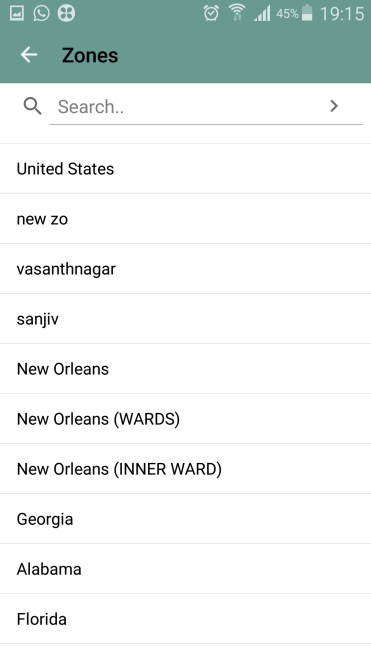 45% 19:15
Zones
Search..
United States
new zo
vasanthnagar
sanjiv
New Orleans
New Orleans (WARDS)
New Orleans (INNER WARD)
Georgia
Alabama
Florida